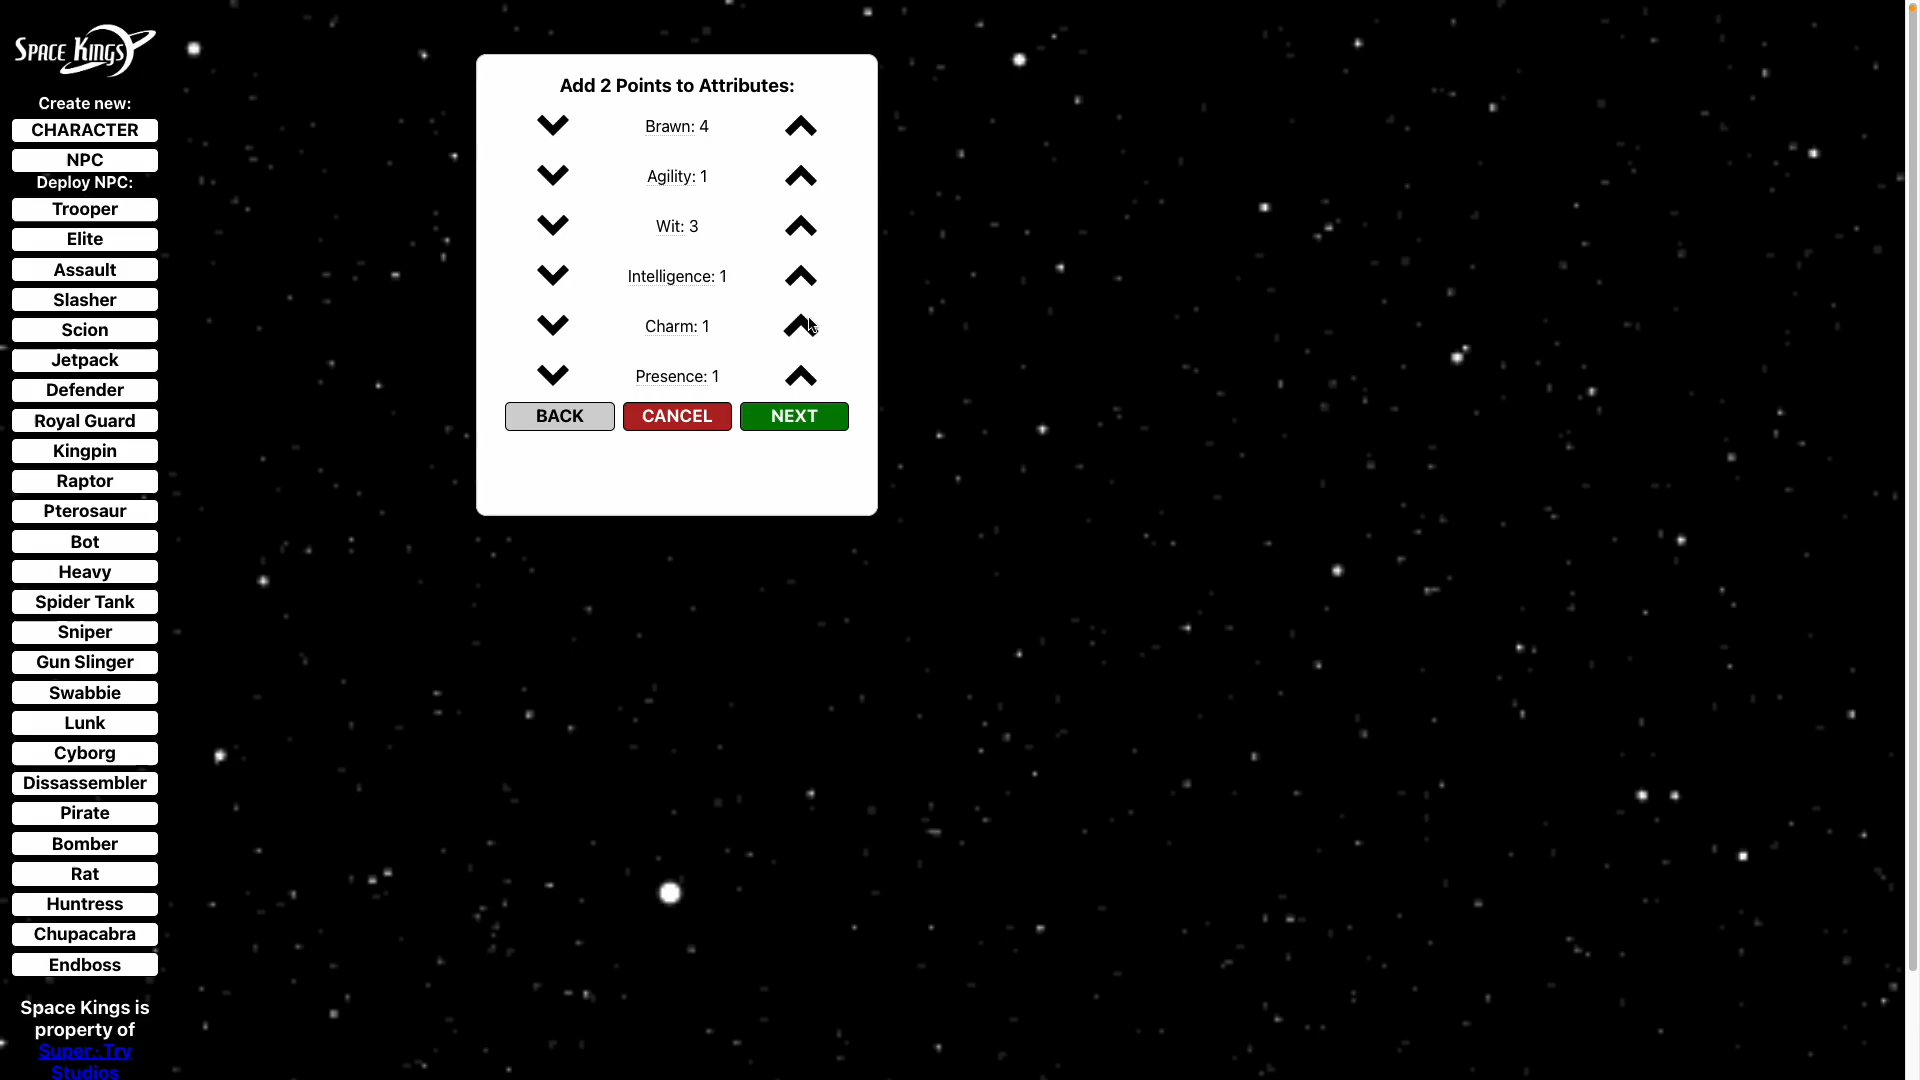 SPACE KINGS
Create new:
CHARACTER
NPC
Deploy NPC:
Trooper
Elite
Assault
Slasher
Scion
Jetpack
Defender
Royal Guard
Kingpin
Raptor
Pterosaur
Bot
Heavy
Spider Tank
Sniper
Gun Slinger
Swabbie
Lunk
Cyborg
Dissassembler
Pirate
Bomber
Rat
Huntress
Chupacabra
Endboss
Space Kings is
property of
Super::Try
Studios
Add 2 Points to Attributes:
Brawn: 4
Agility: 1
Wit: 3
Intelligence: 1
Charm: 1
Presence: 1
BACK CANCEL NEXT